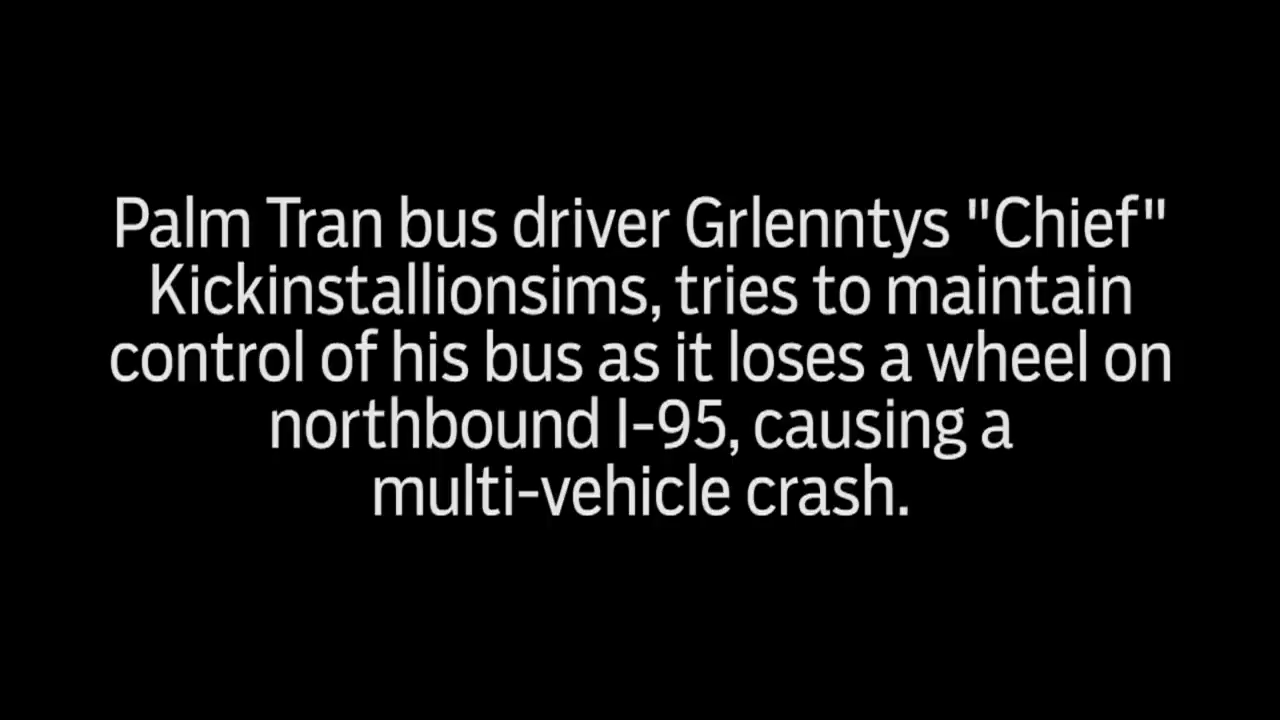 Palm Tran bus driver Grlenntys "Chief"
Kickinstallionsims, tries to maintain
control of his bus as it loses a wheel on
northbound I-95, causing a
multi-vehicle crash.